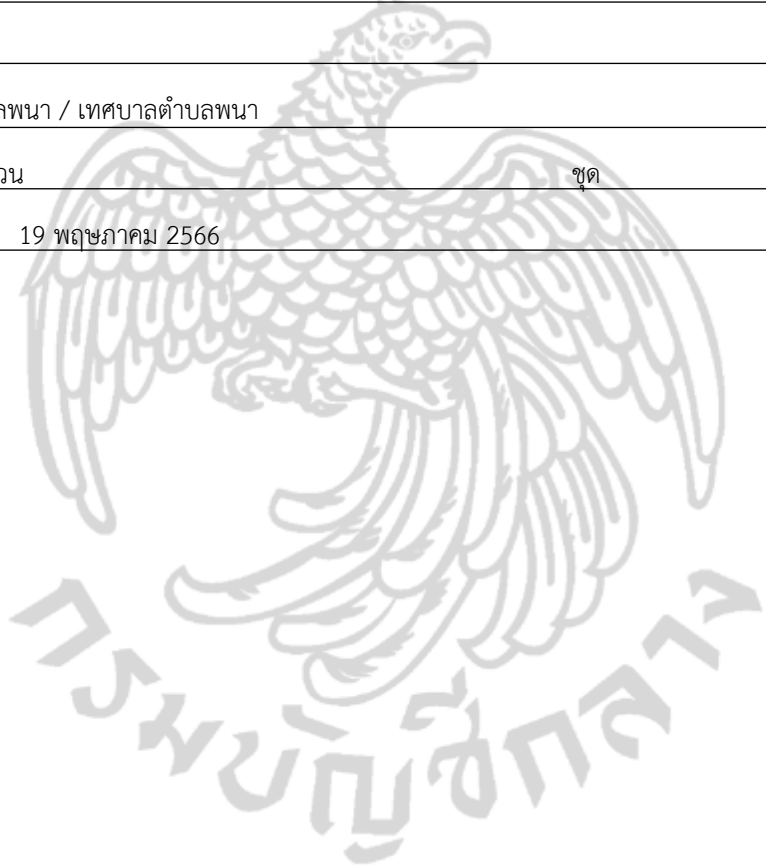 ลพนา / เทศบาลตำบลพนา
วน ชุด
19 พฤษภาคม 2566
กรมบัญชีกลาง